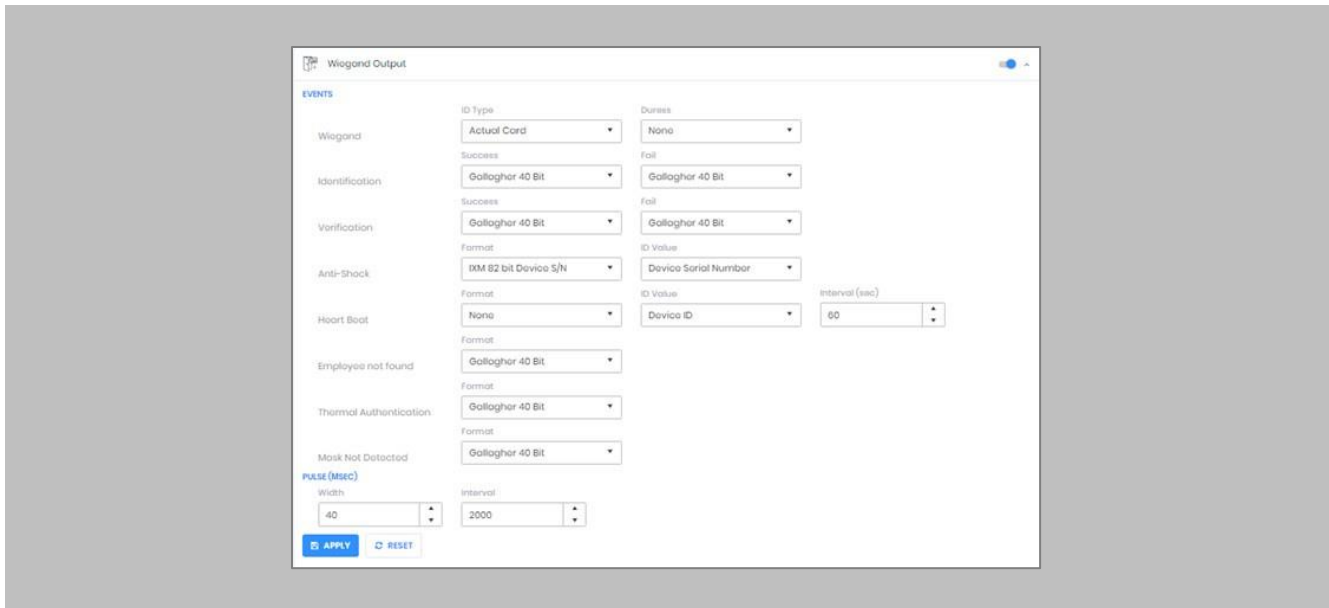 Wiegand Output
EVENTS
ID Type Duress
Wiegand Actual Card None
Success Fail
Identification Gallagher 40 Bit Gallagher 40 Bit
Success Fail
Verification Gallagher 40 Bit Gallagher 40 Bit
Format ID Value
Anti-Shock IXM 82 bit Device S/N Device Serial Number
Format ID Value Interval (sec)
Heart Beat None Device ID 60
Format
Employee not found Gallagher 40 Bit
Format
Thermal Authentication Gallagher 40 Bit
Format
Mask Not Detected Gallagher 40 Bit
PULSE (MSEC)
Width Interval
40 2000
APPLY RESET